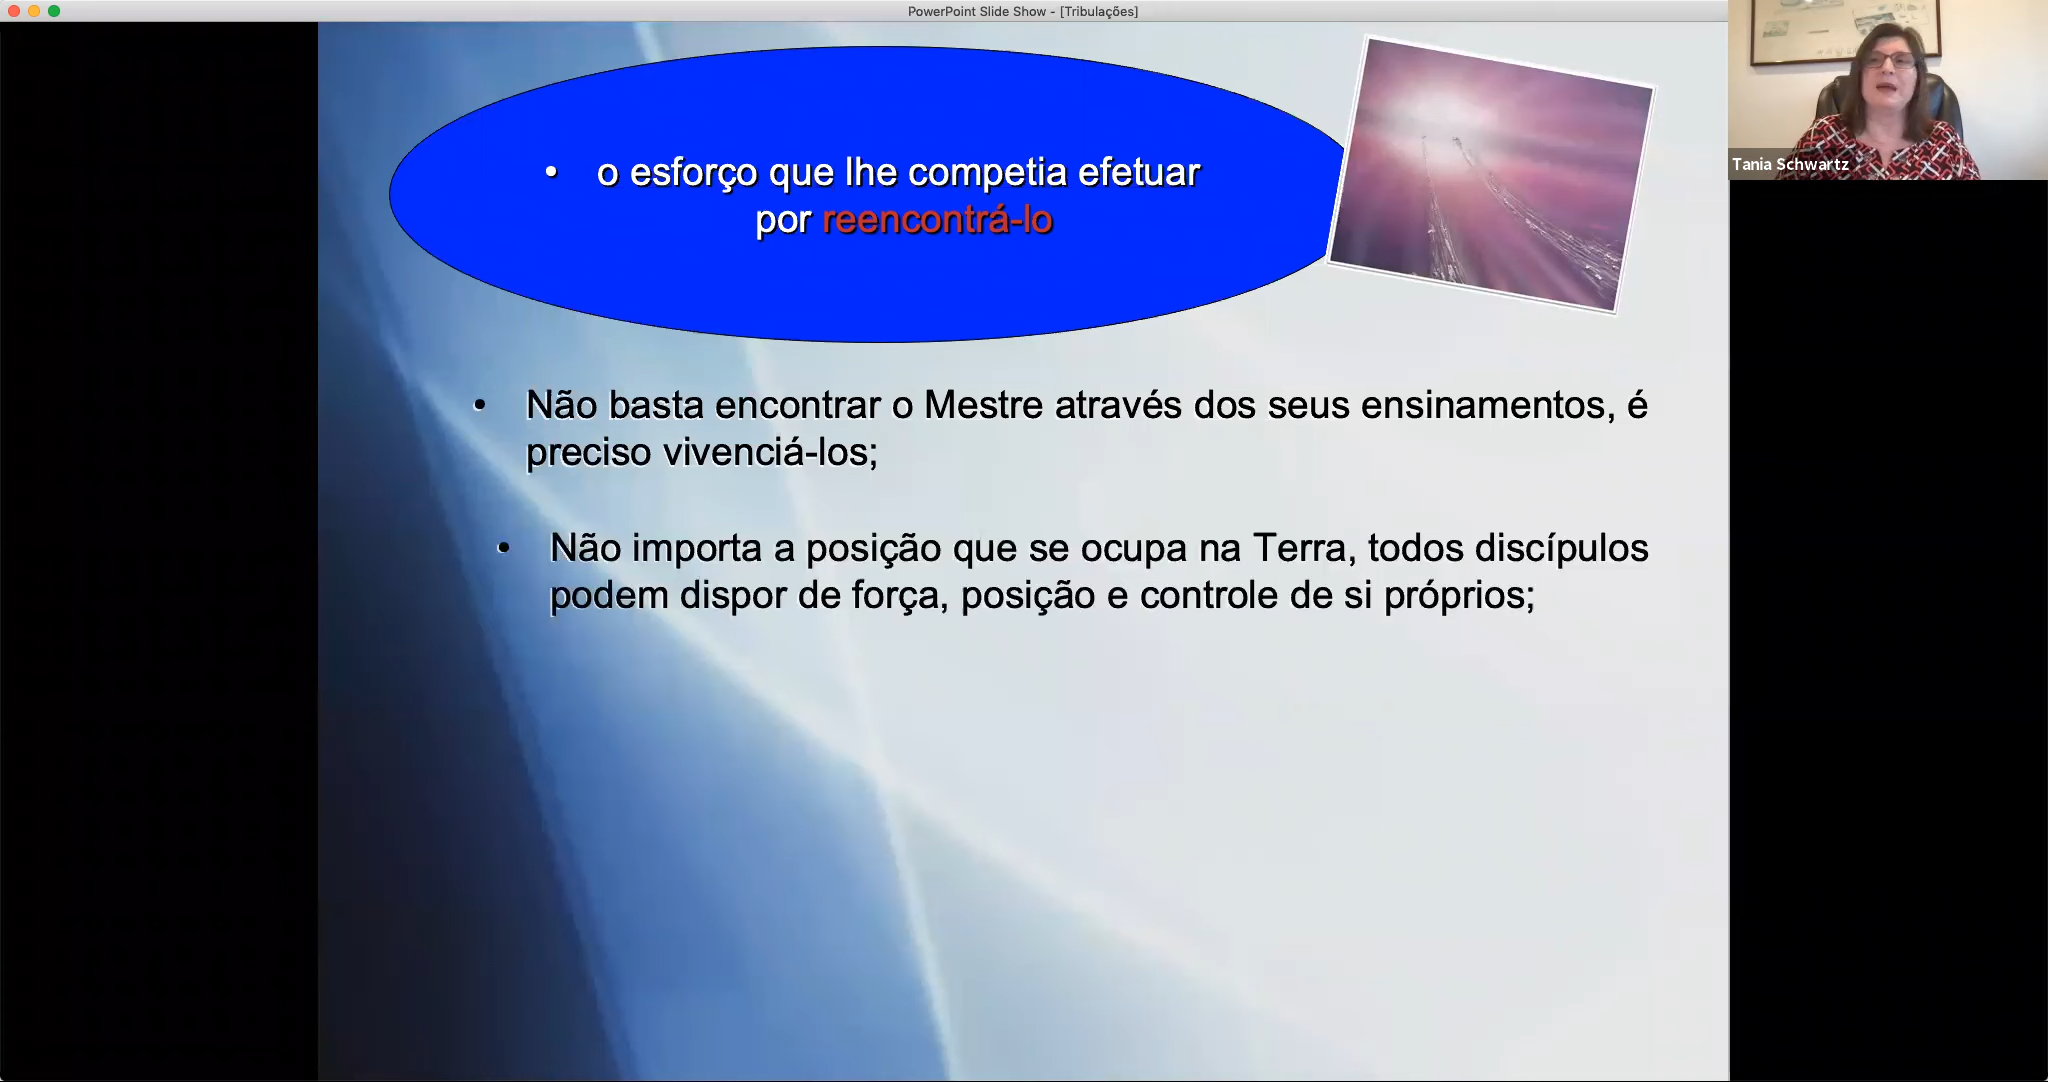 PowerPoint Slide Show - [Tribulações]
• o esforço que lhe competia efetuar
por reencontrá-lo
Tania Schwartz
• Não basta encontrar o Mestre através dos seus ensinamentos, é
preciso vivenciá-los;
• Não importa a posição que se ocupa na Terra, todos discípulos
podem dispor de força, posição e controle de si próprios;